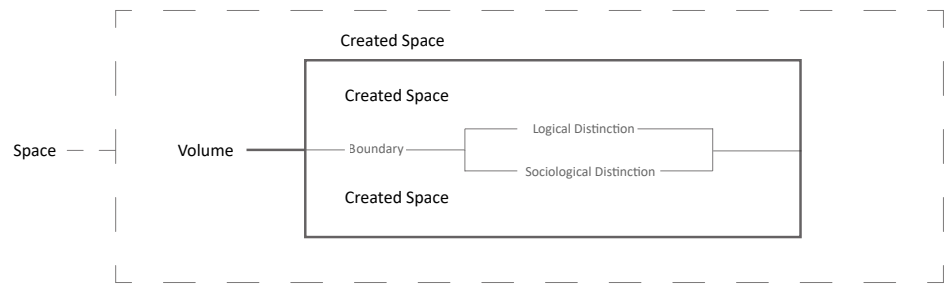 Created Space
Created Space
Logical Distinction
Space
Volume
Boundary
Sociological Distinction
Created Space